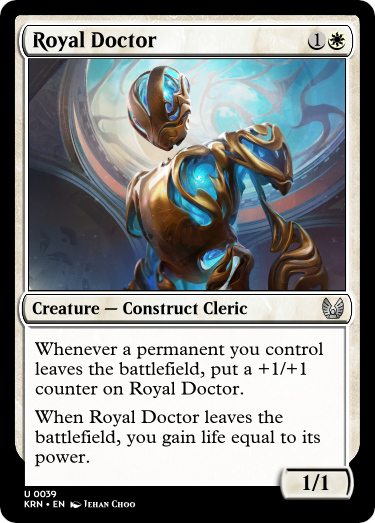 Royal Doctor 1
Creature — Construct Cleric
Whenever a permanent you control
leaves the battlefield, put a +1/+1
counter on Royal Doctor.
When Royal Doctor leaves the
battlefield, you gain life equal to its
power.
1/1
U 0039
KRN • EN Jehan Choo